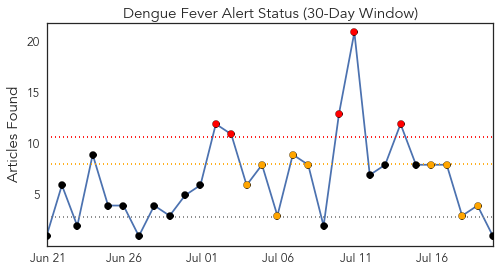 Dengue Fever Alert Status (30-Day Window)
Articles Found
20
15
10
5
Jun 21 Jun 26 Jul 01 Jul 06 Jul 11 Jul 16